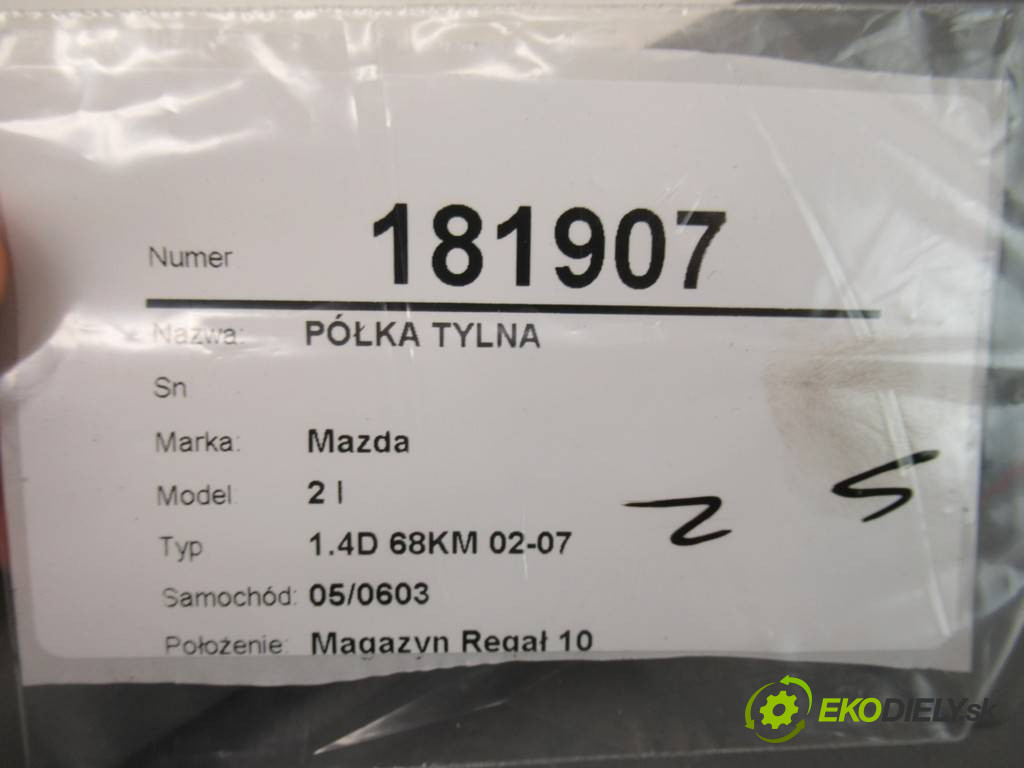 Numer 181907
Nazwa: PÓŁKA TYLNA
Sn
Marka: Mazda
Model 2 I
Typ 1.4D 68KM 02-07
Samochód: 05/0603
Położenie: Magazyn Regał 10
EKODIELY.sk